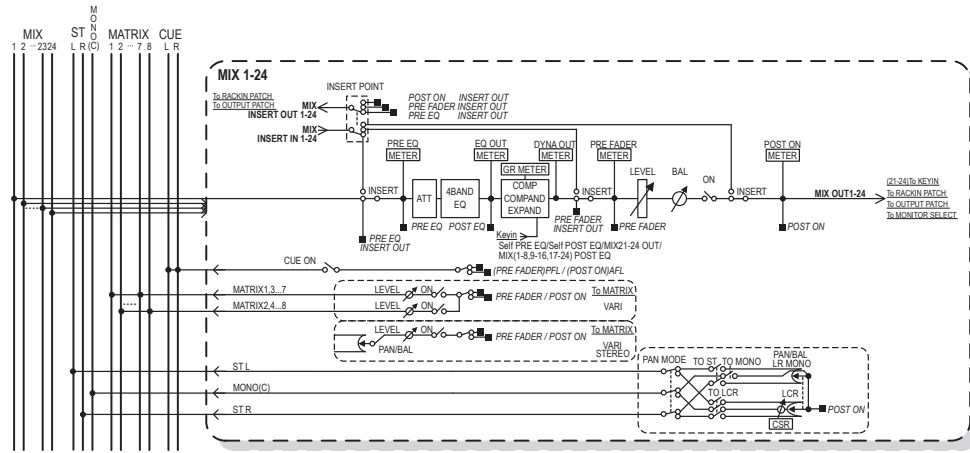 MIX
ST
MONO
MATRIX
CUE
1 2 ··· 2324
L R (C)
1 2 ··· 7 8
L R
MIX 1-24
INSERT POINT
To RACKIN PATCH
To OUTPUT PATCH
MIX
INSERT OUT 1-24
MIX
INSERT IN 1-24
POST ON INSERT OUT
PRE FADER INSERT OUT
PRE EQ INSERT OUT
PRE EQ
METER
EQ OUT
METER
DYNA OUT
METER
PRE FADER
METER
POST ON
METER
GR METER
LEVEL
BAL
ON
INSERT
ATT
4BAND
EQ
COMP
COMPAND
EXPAND
INSERT
INSERT
MIX OUT1-24
(21-24)To KEYIN
To RACKIN PATCH
To OUTPUT PATCH
To MONITOR SELECT
PRE EQ
INSERT OUT
PRE EQ
POST EQ
Keyin
Self PRE EQ/Self POST EQ/MIX21-24 OUT/
MIX(1-8,9-16,17-24) POST EQ
PRE FADER
INSERT OUT
PRE FADER
POST ON
CUE ON
(PRE FADER)PFL / (POST ON)AFL
MATRIX1,3...7
LEVEL
ON
PRE FADER / POST ON
To MATRIX
MATRIX2,4...8
LEVEL
ON
VARI
LEVEL
ON
PAN/BAL
PRE FADER / POST ON
To MATRIX
VARI
STEREO
ST L
MONO(C)
ST R
PAN MODE
TO ST
TO MONO
PAN/BAL
LR MONO
TO LCR
LCR
CSR
POST ON